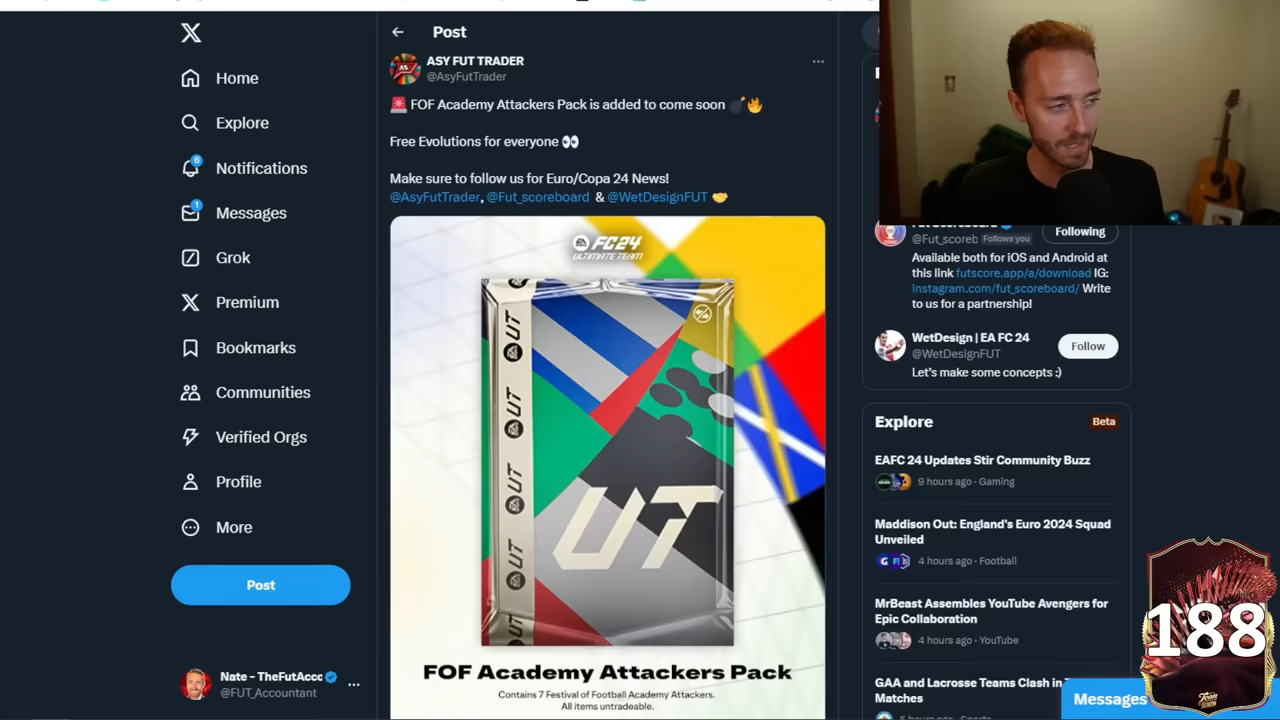 Post
ASY FUT TRADER
@AsyFutTrader
🚨 FOF Academy Attackers Pack is added to come soon 💣🔥
Free Evolutions for everyone 👀
Make sure to follow us for Euro/Copa 24 News!
@AsyFutTrader, @Fut_scoreboard & @WetDesignFUT 🤝
Home
Explore
6
Notifications
1
Messages
Grok
Premium
Bookmarks
Communities
Verified Orgs
Profile
More
Post
Nate - TheFutAcco
@FUT_Accountant
FC24
ULTIMATE TEAM
UT
UT
UT
UT
UT
UT
FOF Academy Attackers Pack
Contains 7 Festival of Football Academy Attackers.
All items untradeable.
@Fut_scoreb
Follows you
Following
Available both for iOS and Android at
this link futscore.app/a/download IG:
instagram.com/fut_scoreboard/ Write
to us for a partnership!
WetDesign | EA FC 24
@WetDesignFUT
Follow
Let's make some concepts :)
Explore
Beta
EAFC 24 Updates Stir Community Buzz
9 hours ago · Gaming
Maddison Out: England's Euro 2024 Squad
Unveiled
4 hours ago · Football
MrBeast Assembles YouTube Avengers for
Epic Collaboration
4 hours ago · YouTube
GAA and Lacrosse Teams Clash in
Matches
Messages
188